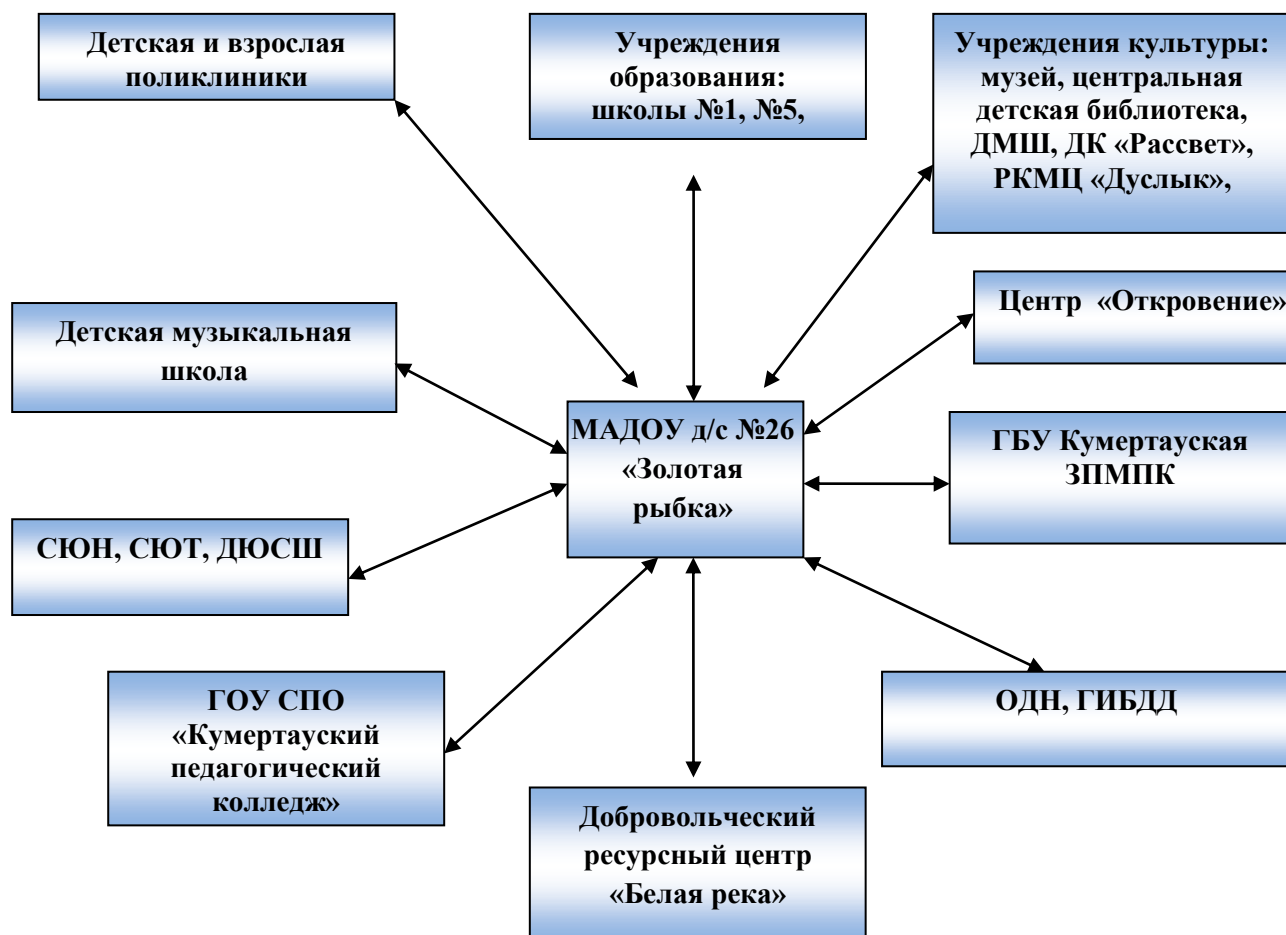 Детская и взрослая
поликлиники
Учреждения
образования:
школы №1, №5,
Учреждения культуры:
музей, центральная
детская библиотека,
ДМШ, ДК «Рассвет»,
РКМЦ «Дуслык»,
Детская музыкальная
школа
Центр «Откровение»
МАДОУ д/с №26
«Золотая
рыбка»
ГБУ Кумертауская
ЗПМПК
СЮН, СЮТ, ДЮСШ
ГОУ СПО
«Кумертауский
педагогический
колледж»
ОДН, ГИБДД
Добровольческий
ресурсный центр
«Белая река»